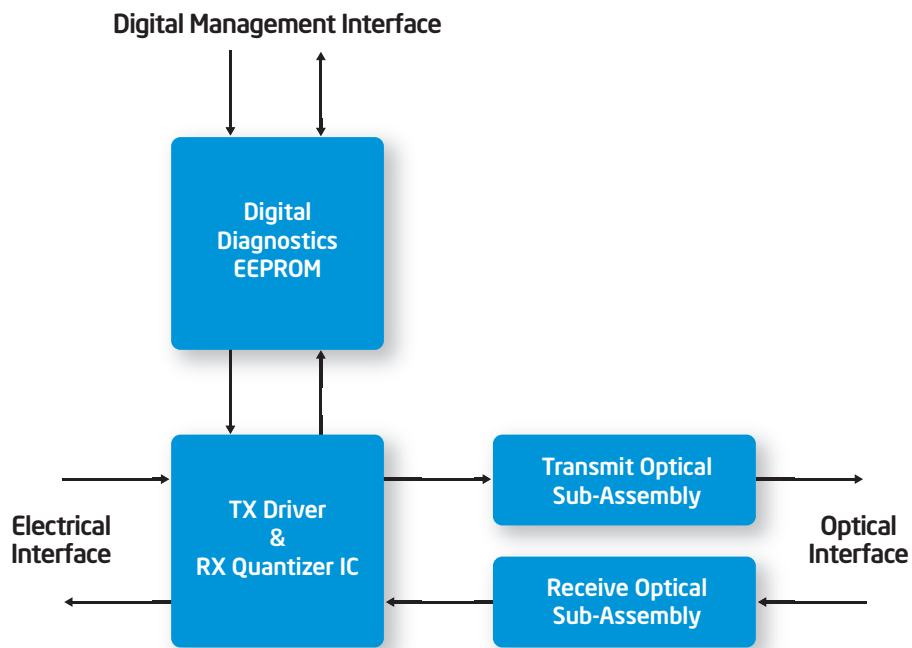 Digital Management Interface
Digital
Diagnostics
EEPROM
TX Driver
&
RX Quantizer IC
Transmit Optical
Sub-Assembly
Receive Optical
Sub-Assembly
Electrical
Interface
Optical
Interface